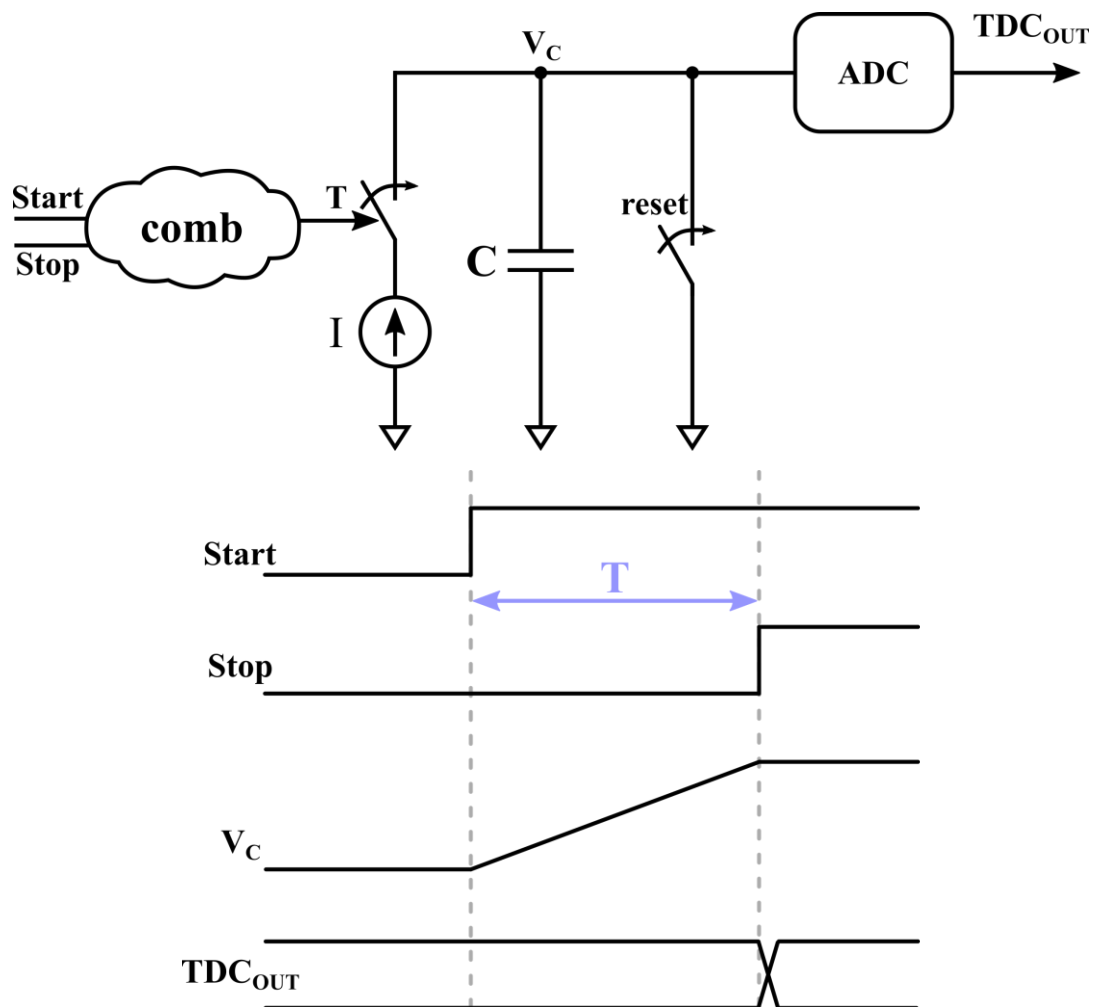 TDC_OUT
V_C
ADC
Start
T
comb
reset
Stop
C
I
Start
T
Stop
V_C
TDC_OUT